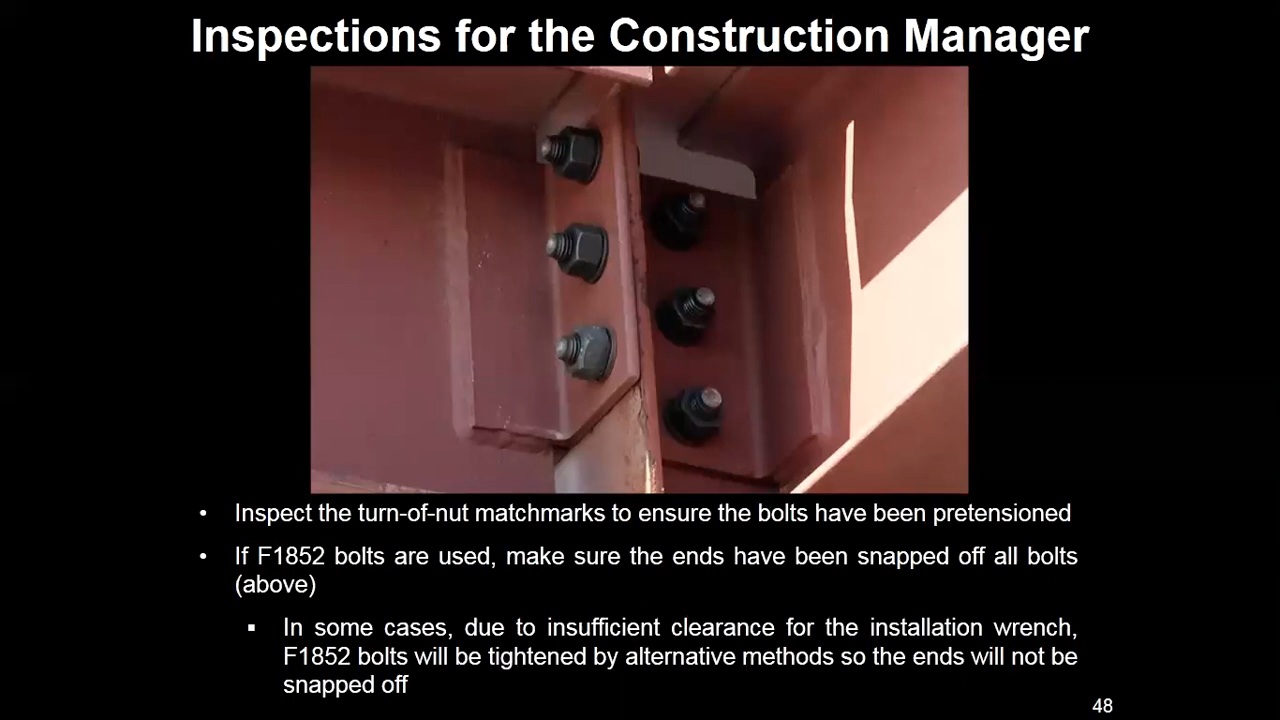 Inspections for the Construction Manager
• Inspect the turn-of-nut matchmarks to ensure the bolts have been pretensioned
• If F1852 bolts are used, make sure the ends have been snapped off all bolts
(above)
▪ In some cases, due to insufficient clearance for the installation wrench,
F1852 bolts will be tightened by alternative methods so the ends will not be
snapped off
48